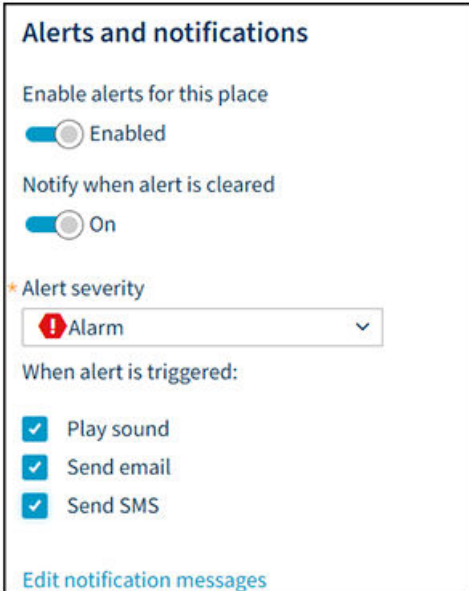 Alerts and notifications
Enable alerts for this place
Enabled
Notify when alert is cleared
On
* Alert severity
Alarm
When alert is triggered:
Play sound
Send email
Send SMS
Edit notification messages